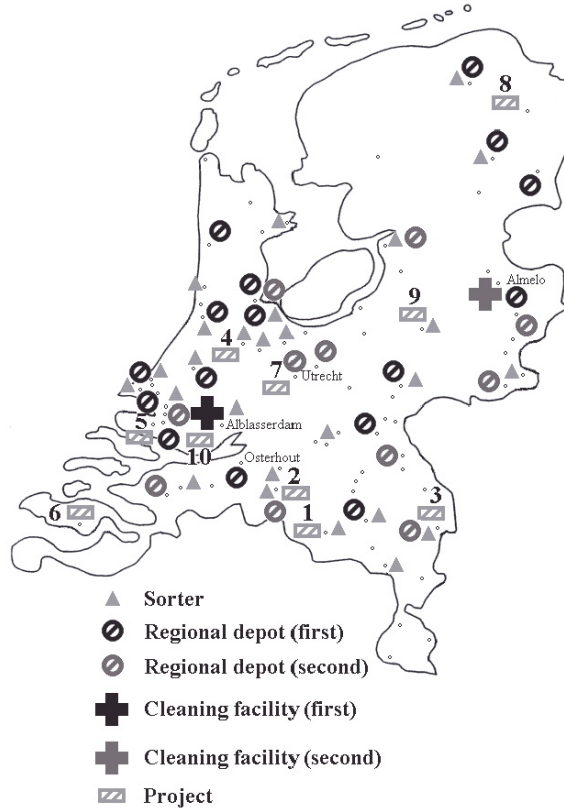 8
Almelo
9
4
7
Utrecht
5
Alblasserdam
10
Osterhout
2
6
1
3
Sorter
Regional depot (first)
Regional depot (second)
Cleaning facility (first)
Cleaning facility (second)
Project